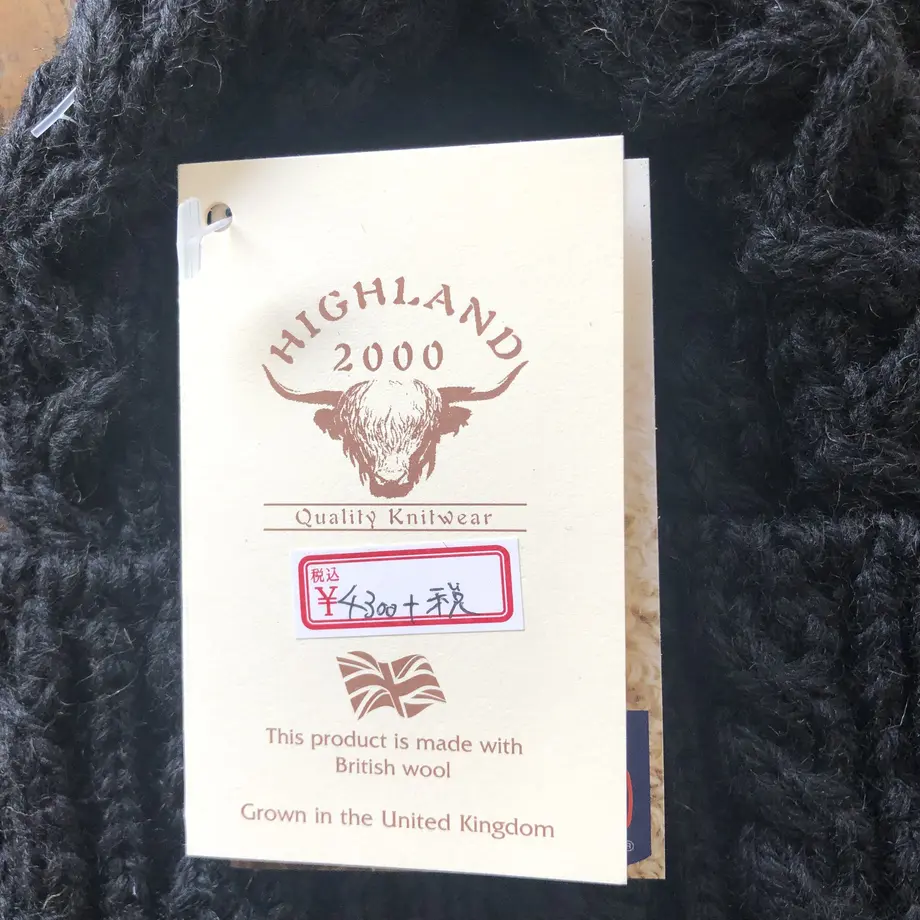 HIGHLAND
2000
Quality Knitwear
税込
¥4300+税
This product is made with
British wool
Grown in the United Kingdom
®